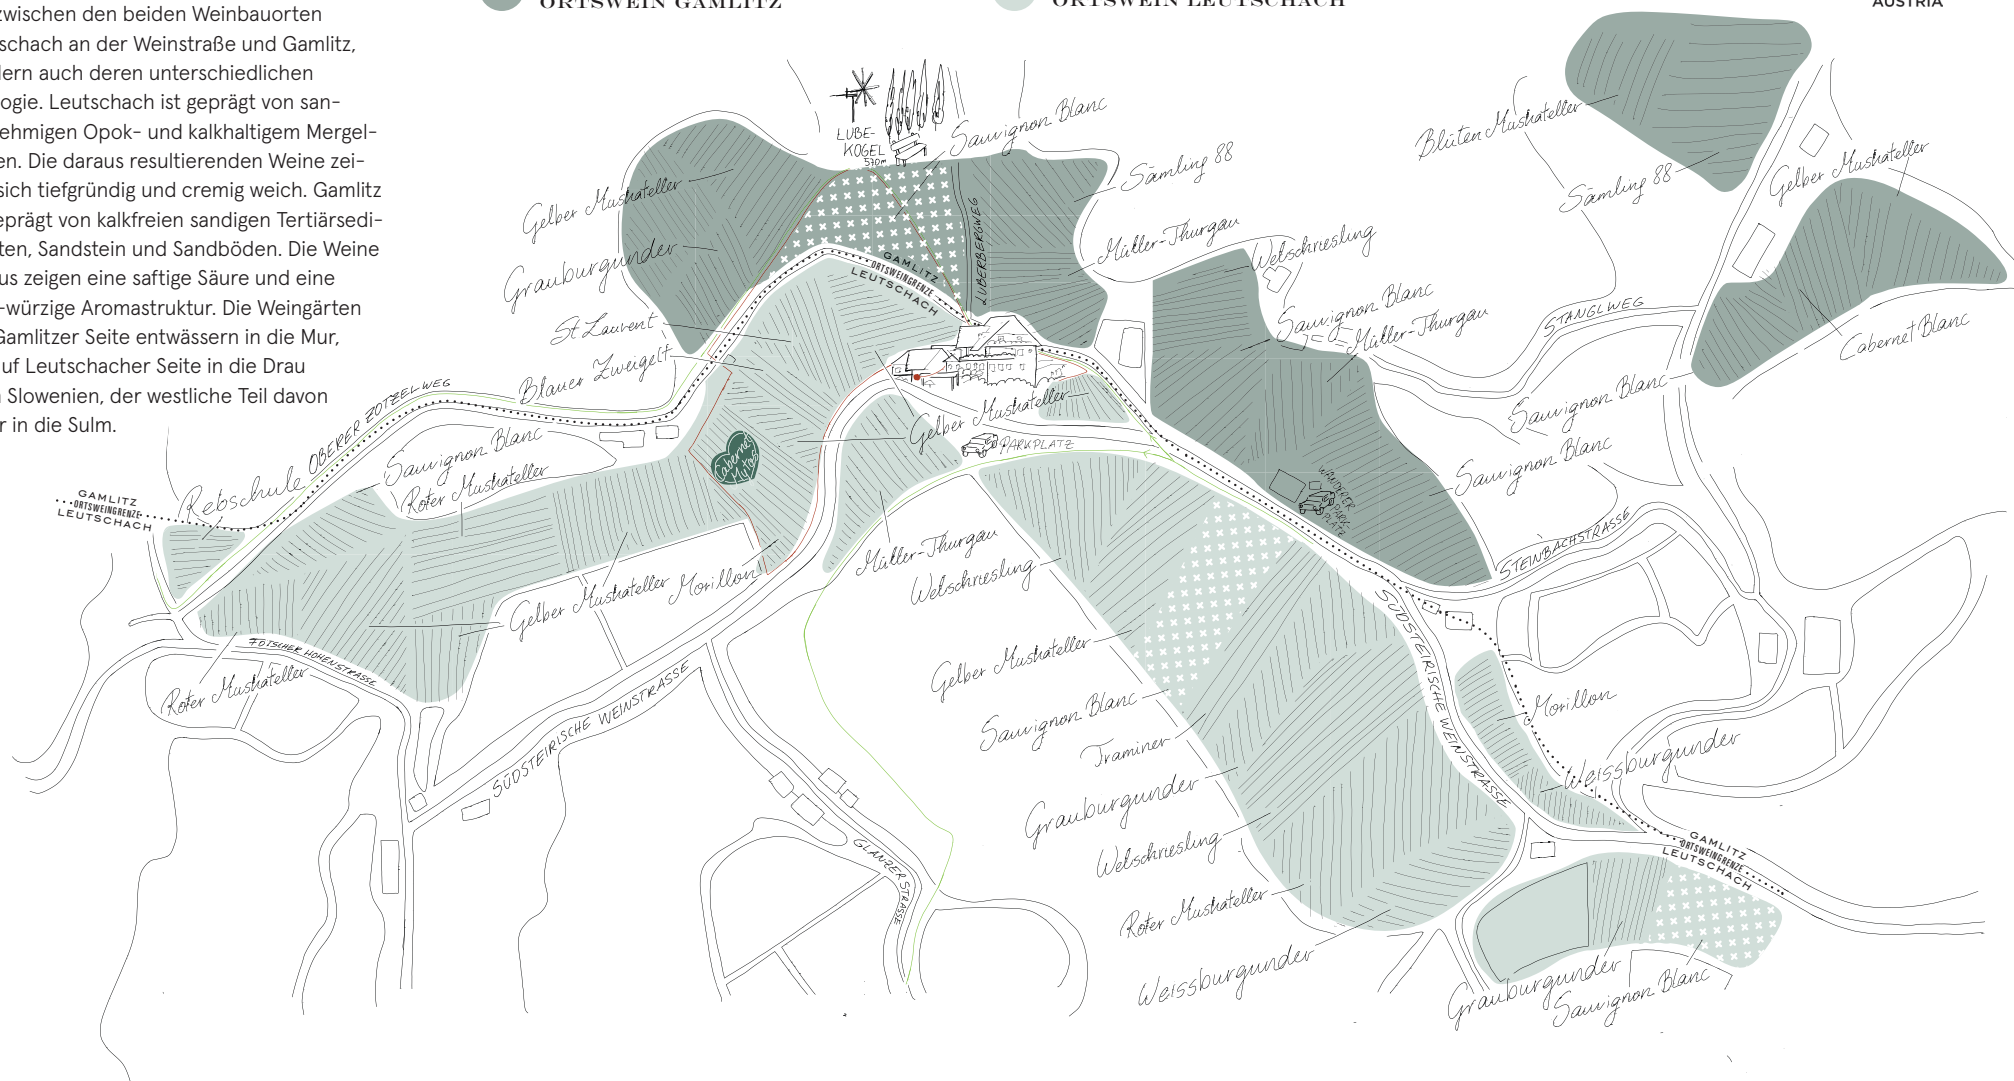 zwischen den beiden Weinbauorten
schach an der Weinstraße und Gamlitz,
dern auch deren unterschiedlichen
ogie. Leutschach ist geprägt von san-
ehmigen Opok- und kalkhaltigem Mergel-
en. Die daraus resultierenden Weine zei-
sich tiefgründig und cremig weich. Gamlitz
eprägt von kalkfreien sandigen Tertiärsedi-
ten, Sandstein und Sandböden. Die Weine
us zeigen eine saftige Säure und eine
-würzige Aromastruktur. Die Weingärten
Gamlitzer Seite entwässern in die Mur,
uf Leutschacher Seite in die Drau
n Slowenien, der westliche Teil davon
r in die Sulm.
ORTSWEIN GAMLITZ
ORTSWEIN LEUTSCHACH
AUSTRIA
LUBE-
KOGEL
570m
Sauvignon Blanc
Sämling 88
Müller-Thurgau
Welschriesling
Sauvignon Blanc
Müller-Thurgau
Blüten Muskateller
Sämling 88
Gelber Muskateller
Cabernet Blanc
STANGLWEG
Sauvignon Blanc
Sauvignon Blanc
Gelber Muskateller
Grauburgunder
St Laurent
Blauer Zweigelt
LUBERBERGWEG
GAMLITZ
ORTSWEINGRENZE
LEUTSCHACH
OBERER ZOTZELWEG
Sauvignon Blanc
Roter Muskateller
Rebschule
GAMLITZ
ORTSWEINGRENZE
LEUTSCHACH
Cabernet
Mitos
Gelber Muskateller
PARKPLATZ
WANDERER
PARK-
PLATZ
STEINBACHSTRASSE
Müller-Thurgau
Welschriesling
Gelber Muskateller
Morillon
FÖTSCHER HÖHENSTRASSE
Roter Muskateller
SÜDSTEIRISCHE WEINSTRASSE
Gelber Muskateller
Sauvignon Blanc
Traminer
Grauburgunder
Welschriesling
Roter Muskateller
Weissburgunder
SÜDSTEIRISCHE WEINSTRASSE
Morillon
Weissburgunder
GLANZER STRASSE
GAMLITZ
ORTSWEINGRENZE
LEUTSCHACH
Grauburgunder
Sauvignon Blanc